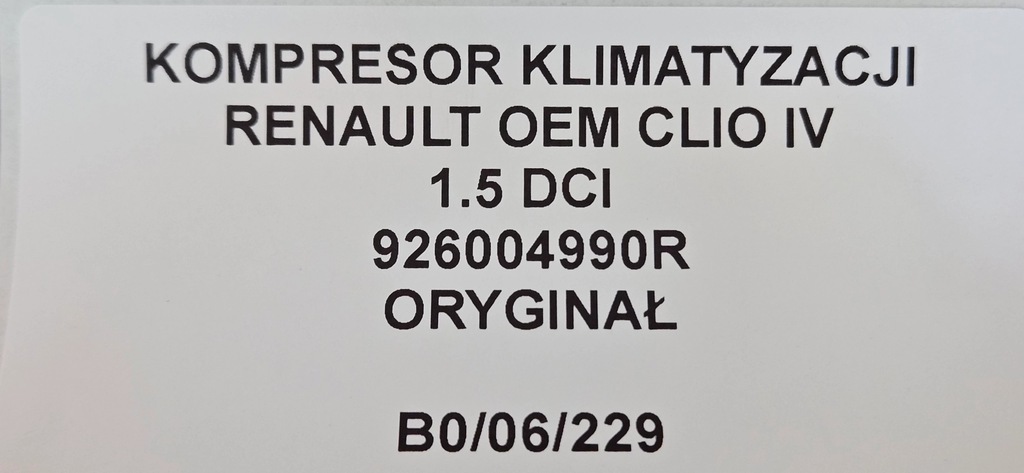 KOMPRESOR KLIMATYZACJI
RENAULT OEM CLIO IV
1.5 DCI
926004990R
ORYGINAŁ
B0/06/229